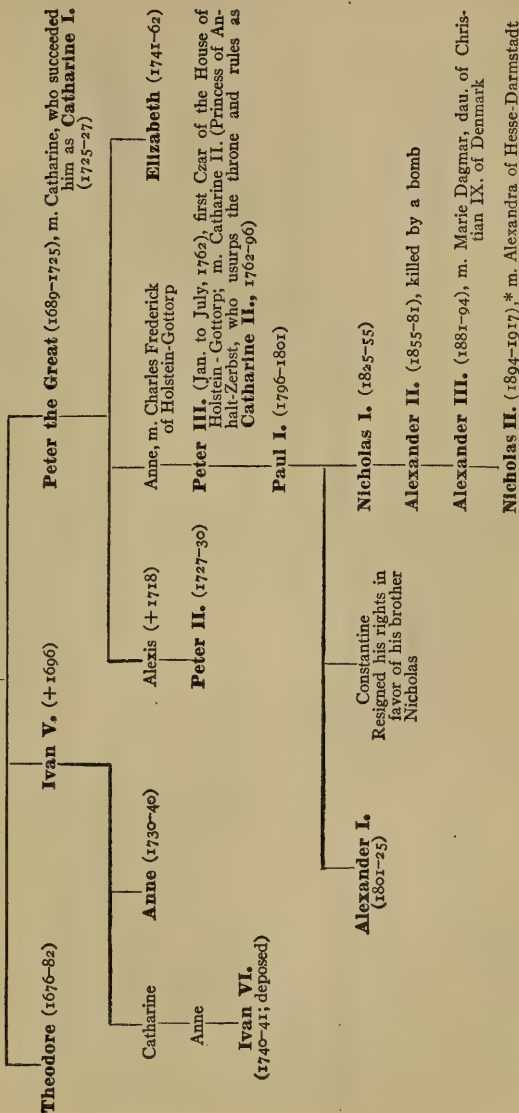 Theodore (1676–82)
Ivan V. (+ 1696)
Peter the Great (1689–1725), m. Catharine, who succeeded
him as Catharine I.
(1725–27)
Catharine
Anne (1730–40)
Alexis (+ 1718)
Anne, m. Charles Frederick
of Holstein-Gottorp
Elizabeth (1741–62)
Anne
Peter II. (1727–30)
Peter III. (Jan. to July, 1762), first Czar of the House of
Holstein-Gottorp; m. Catharine II. (Princess of An-
halt-Zerbst, who usurps the throne and rules as
Catharine II., 1762–96)
Ivan VI.
(1740–41; deposed)
Paul I. (1796–1801)
Alexander I.
(1801–25)
Constantine
Resigned his rights in
favor of his brother
Nicholas
Nicholas I. (1825–55)
Alexander II. (1855–81), killed by a bomb
Alexander III. (1881–94), m. Marie Dagmar, dau. of Chris-
tian IX. of Denmark
Nicholas II. (1894–1917),* m. Alexandra of Hesse-Darmstadt